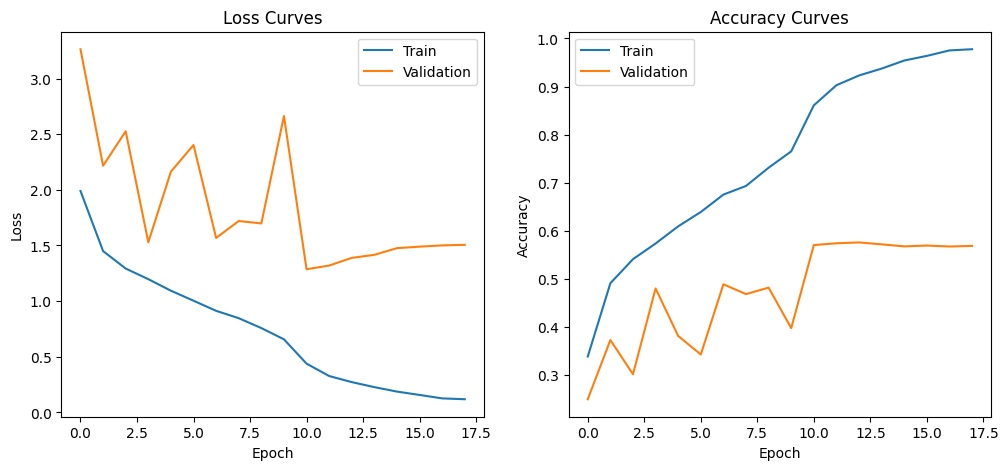 Loss Curves
Train
Validation
3.0
2.5
2.0
1.5
1.0
0.5
0.0
Loss
0.0 2.5 5.0 7.5 10.0 12.5 15.0 17.5
Epoch
Accuracy Curves
Train
Validation
1.0
0.9
0.8
0.7
0.6
0.5
0.4
0.3
Accuracy
0.0 2.5 5.0 7.5 10.0 12.5 15.0 17.5
Epoch